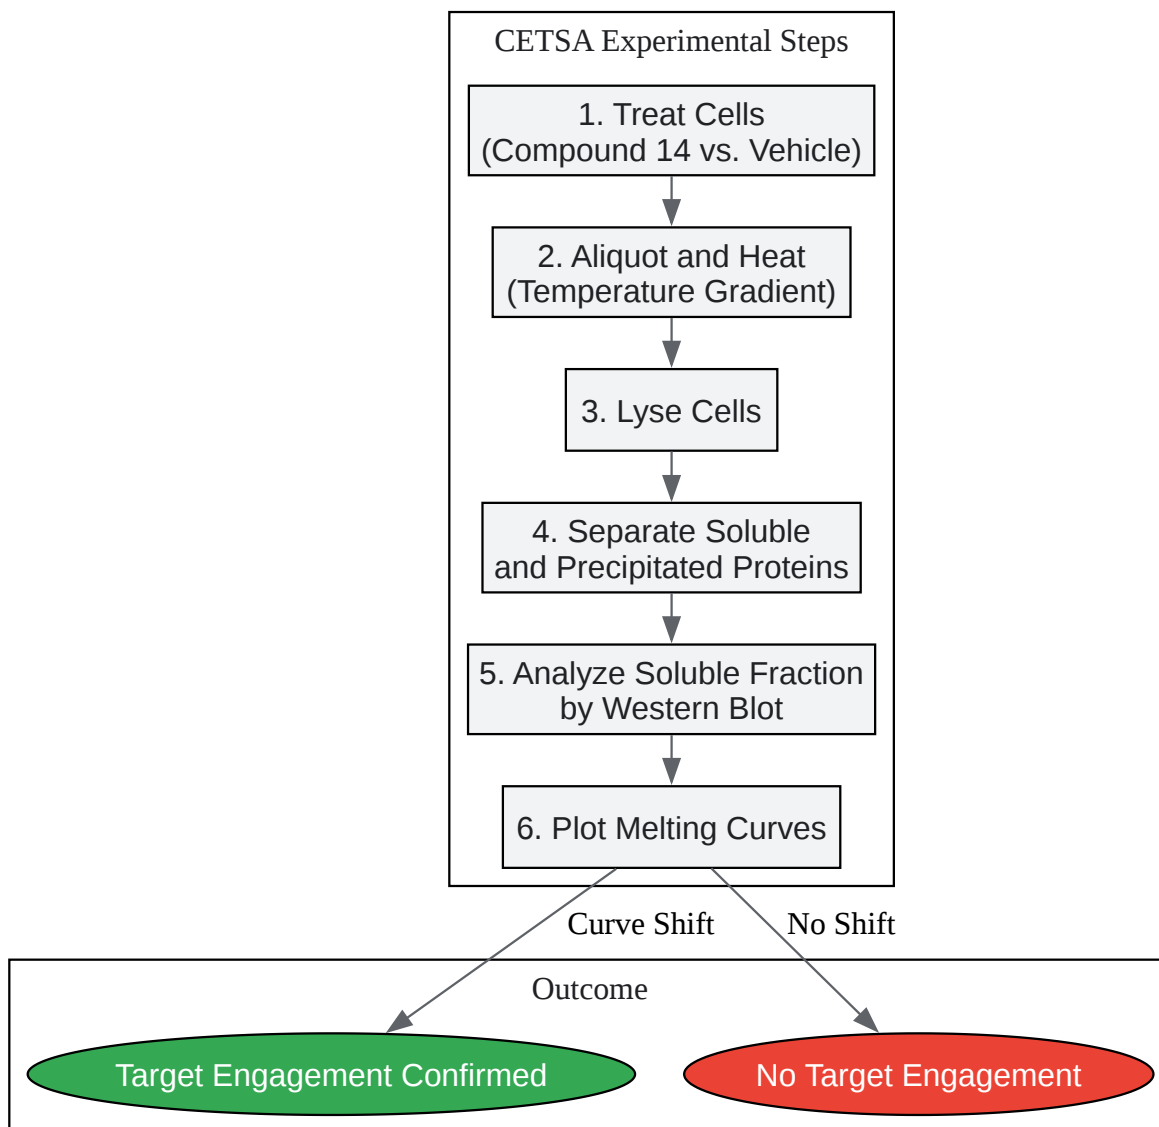 CETSA Experimental Steps
1. Treat Cells
(Compound 14 vs. Vehicle)
2. Aliquot and Heat
(Temperature Gradient)
3. Lyse Cells
4. Separate Soluble
and Precipitated Proteins
5. Analyze Soluble Fraction
by Western Blot
6. Plot Melting Curves
Curve Shift
No Shift
Outcome
Target Engagement Confirmed
No Target Engagement